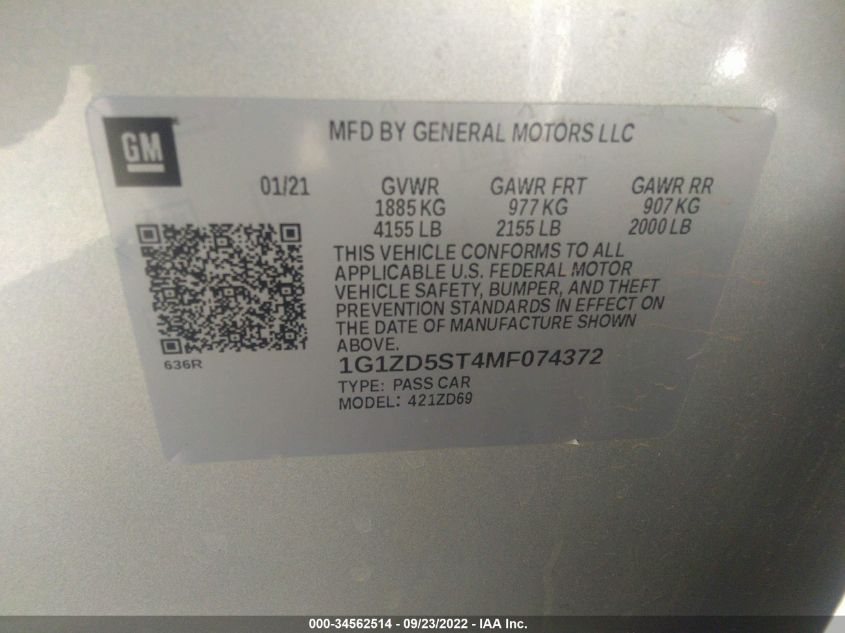 GM
MFD BY GENERAL MOTORS LLC
01/21 GVWR GAWR FRT GAWR RR
1885 KG 977 KG 907 KG
4155 LB 2155 LB 2000 LB
THIS VEHICLE CONFORMS TO ALL
APPLICABLE U.S. FEDERAL MOTOR
VEHICLE SAFETY, BUMPER, AND THEFT
PREVENTION STANDARDS IN EFFECT ON
THE DATE OF MANUFACTURE SHOWN
ABOVE.
636R
1G1ZD5ST4MF074372
TYPE: PASS CAR
MODEL: 421ZD69
000-34562514 - 09/23/2022 - IAA Inc.